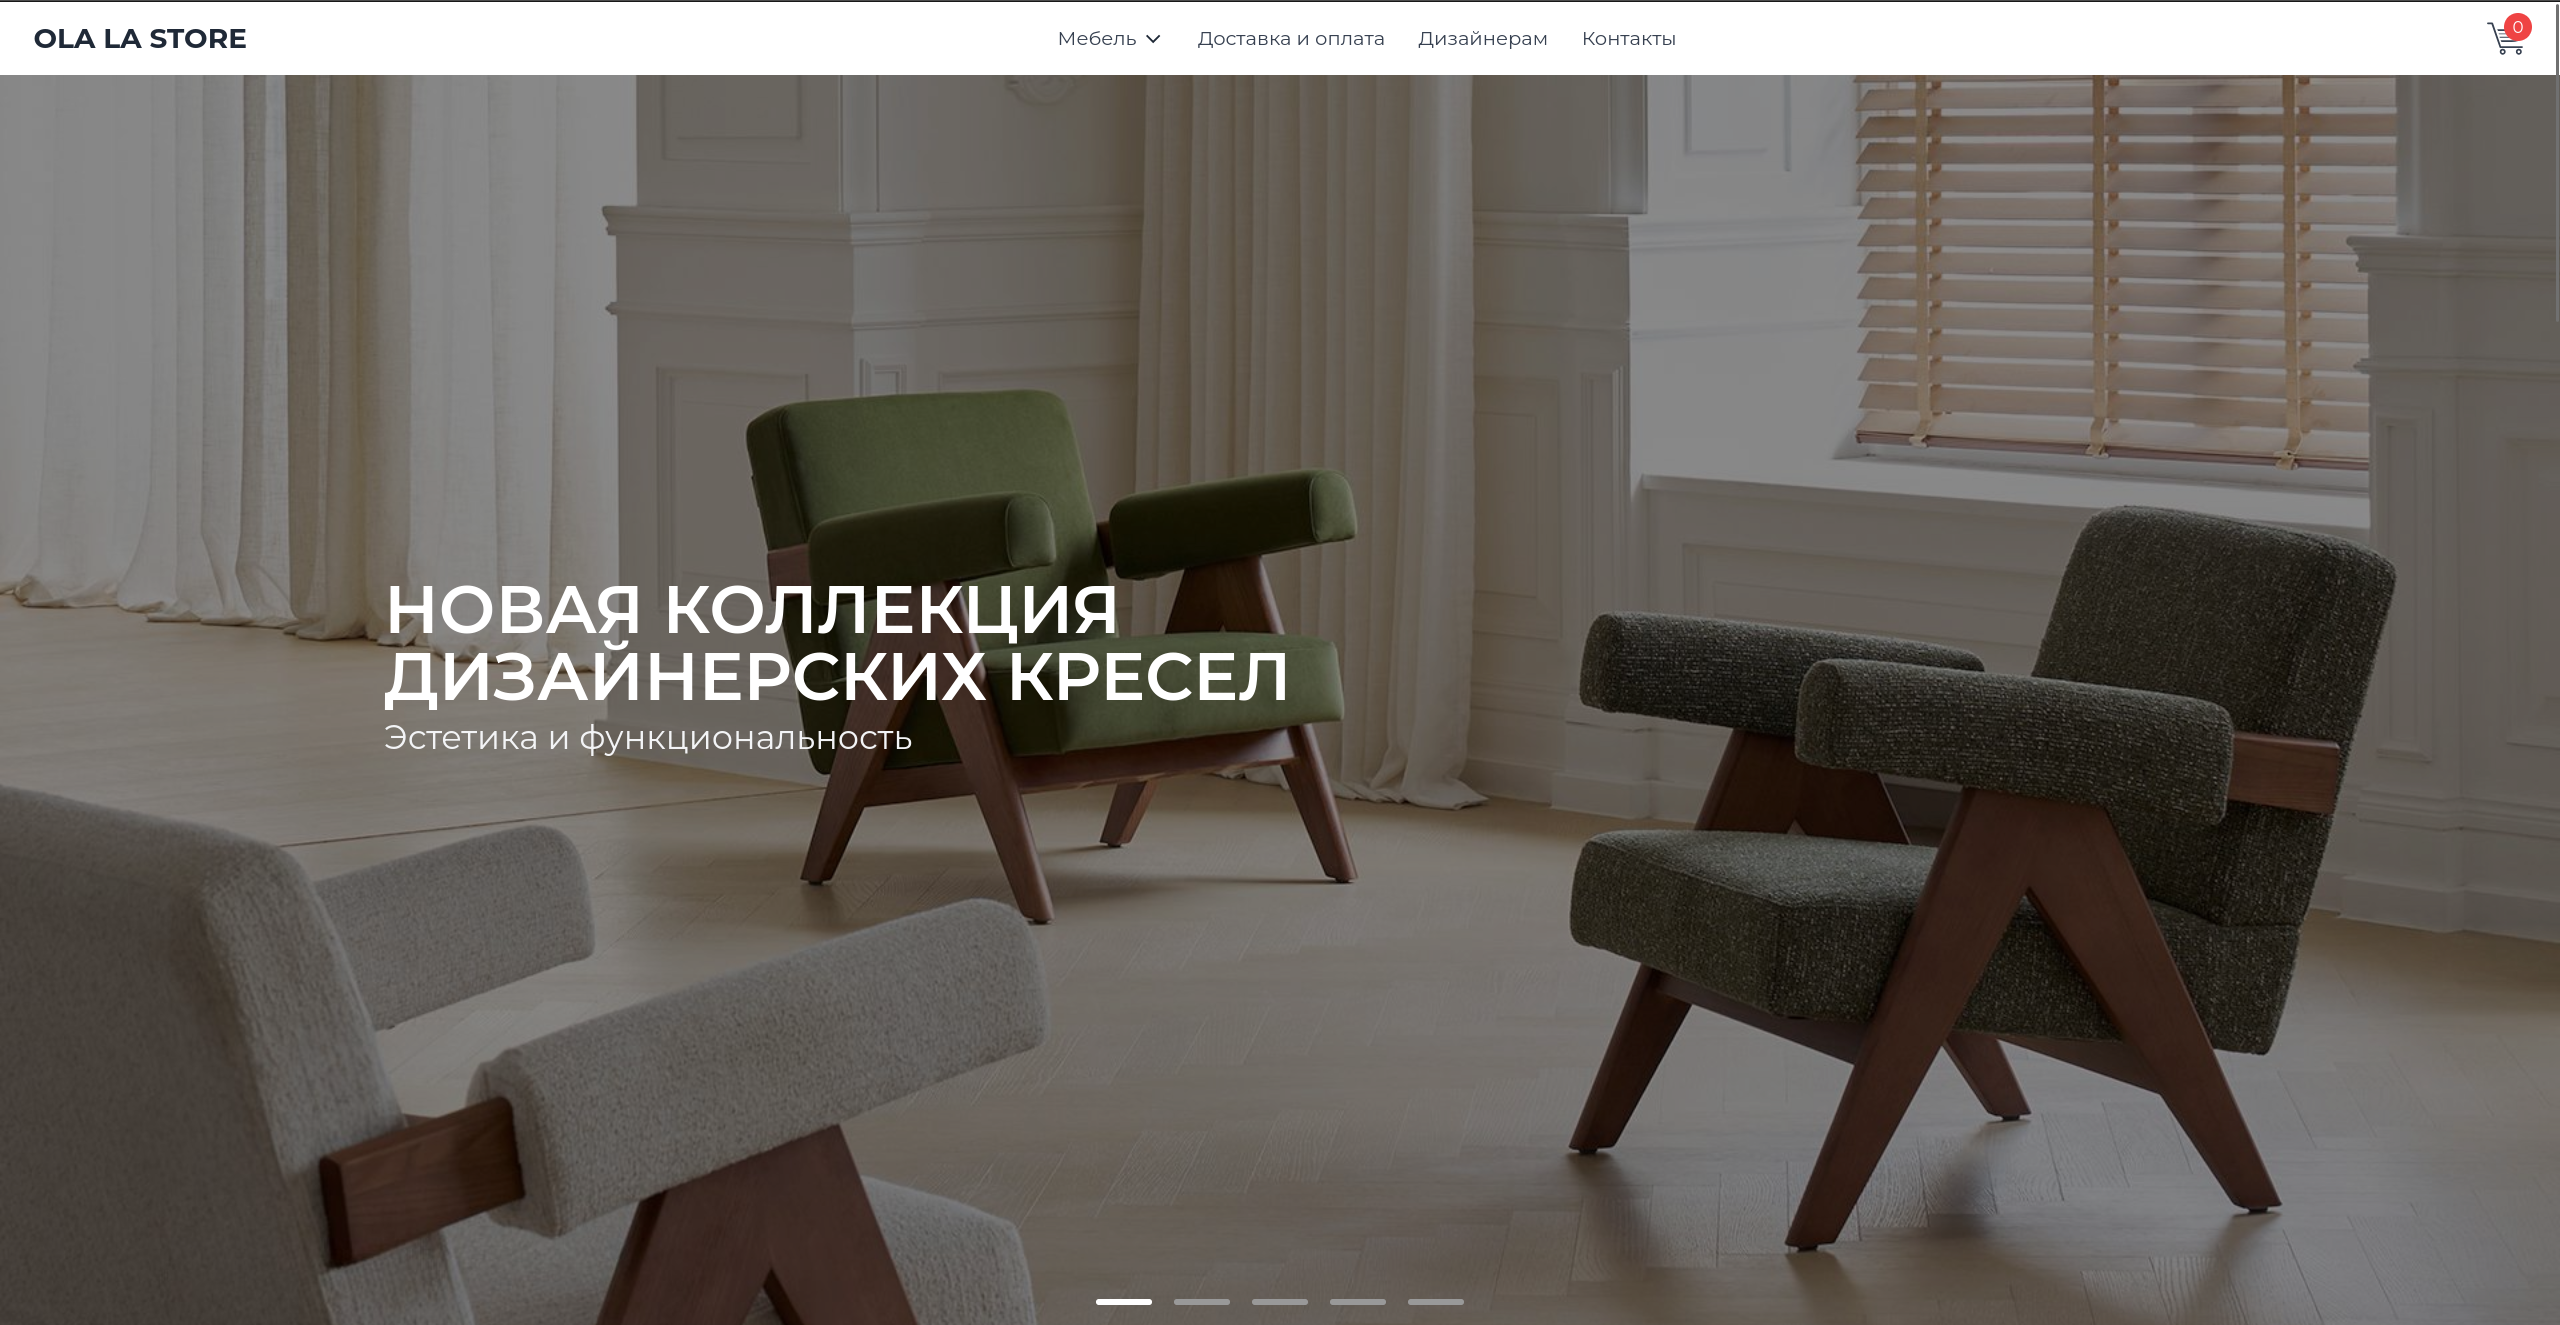 OLA LA STORE
Мебель
Доставка и оплата
Дизайнерам
Контакты
0
НОВАЯ КОЛЛЕКЦИЯ
ДИЗАЙНЕРСКИХ КРЕСЕЛ
Эстетика и функциональность